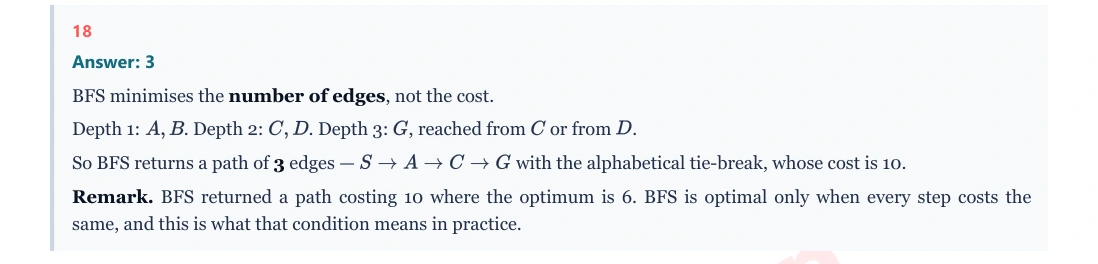 18
Answer: 3
BFS minimises the number of edges, not the cost.
Depth 1: A, B. Depth 2: C, D. Depth 3: G, reached from C or from D.
So BFS returns a path of 3 edges – S → A → C → G with the alphabetical tie-break, whose cost is 10.
Remark. BFS returned a path costing 10 where the optimum is 6. BFS is optimal only when every step costs the
same, and this is what that condition means in practice.